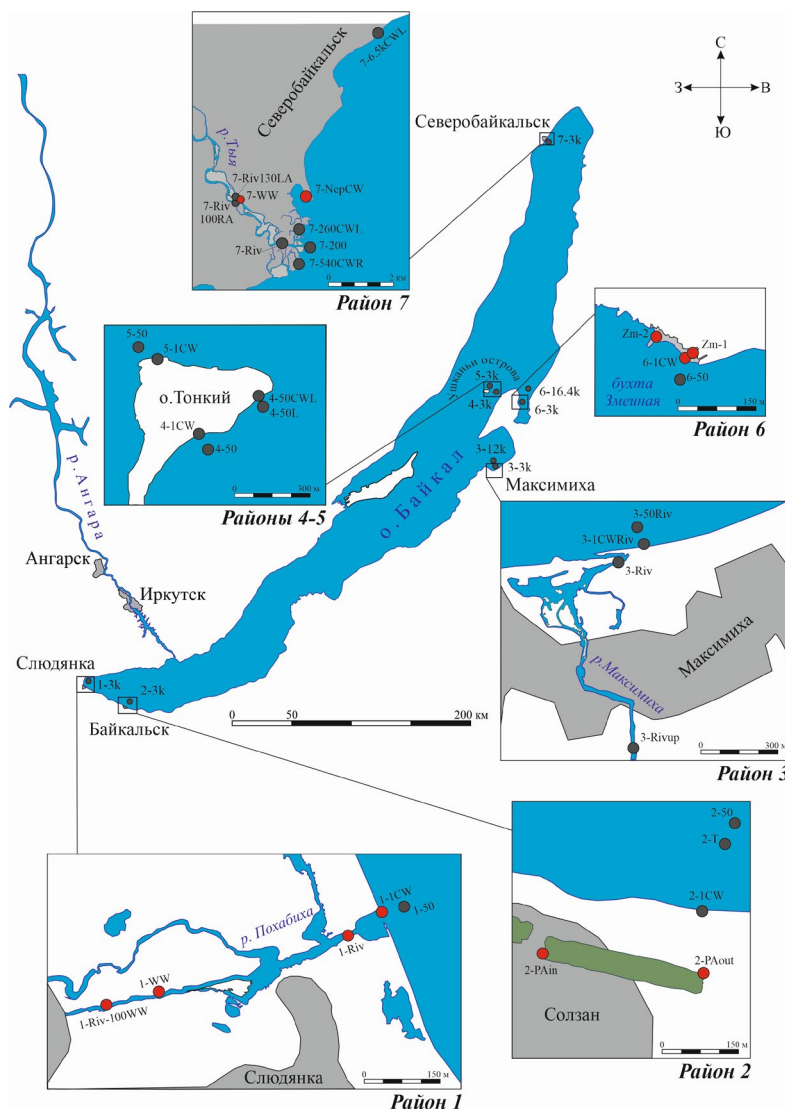 С
З
В
Ю
Северобайкальск
7-6.5kCWL
р.Тыя
7-Riv130LA
7-WW
7-Riv
100RA
7-NepCW
7-260CWL
7-Riv
7-200
7-540CWR
0 2 км
Район 7
Северобайкальск
7-3k
5-50
5-1CW
о.Тонкий
4-50CWL
4-50L
4-1CW
4-50
0 300 м
Районы 4-5
Ушканьи острова
5-3k
4-3k
6-16.4k
6-3k
3-12k
3-3k
Максимиха
Zm-2
Zm-1
6-1CW
6-50
бухта
Змеиная
0 150 м
Район 6
о.Байкал
р.Ангара
Ангарск
Иркутск
Слюдянка
1-3k
2-3k
Байкальск
0 50 200 км
3-50Riv
3-1CWRiv
3-Riv
Максимиха
р.Максимиха
3-Rivup
0 300 м
Район 3
р. Похабиха
1-1CW
1-50
1-Riv
1-WW
1-Riv-100WW
Слюдянка
0 150 м
Район 1
2-50
2-T
2-1CW
2-PAin
2-PAout
Солзан
0 150 м
Район 2